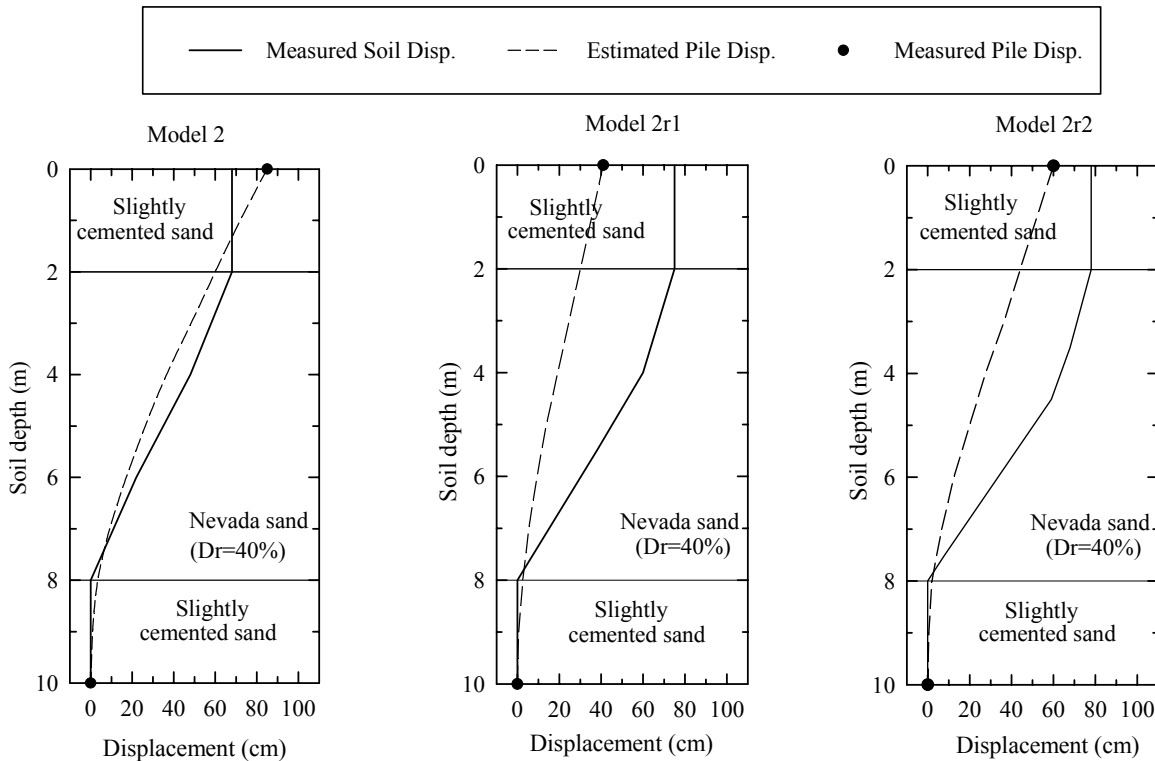 Measured Soil Disp.
Estimated Pile Disp.
Measured Pile Disp.
Model 2
0
2
4
6
8
10
Soil depth (m)
Slightly
cemented sand
Nevada sand
(Dr=40%)
Slightly
cemented sand
0 20 40 60 80 100
Displacement (cm)
Model 2r1
0
2
4
6
8
10
Soil depth (m)
Slightly
cemented sand
Nevada sand
(Dr=40%)
Slightly
cemented sand
0 20 40 60 80 100
Displacement (cm)
Model 2r2
0
2
4
6
8
10
Soil depth (m)
Slightly
cemented sand
Nevada sand
(Dr=40%)
Slightly
cemented sand
0 20 40 60 80 100
Displacement (cm)